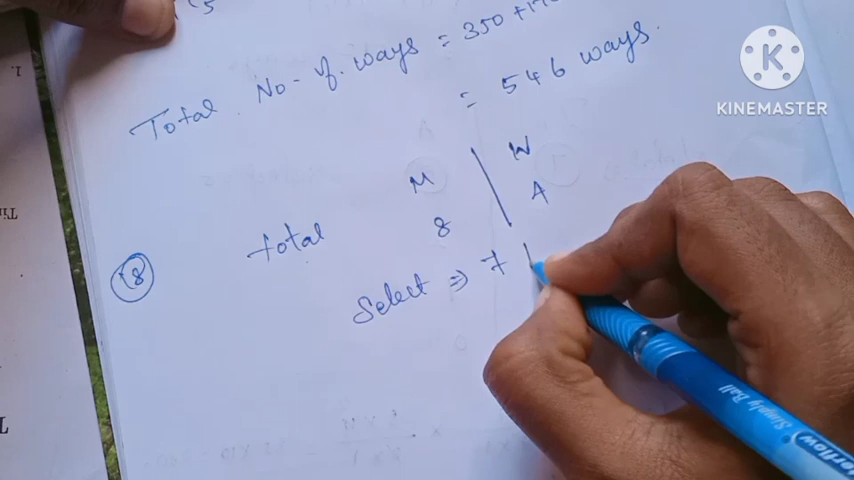 Total No-of. ways = 350 +
= 546 ways.
M | W
(18) total 8 | A
Select => 7
KINEMASTER